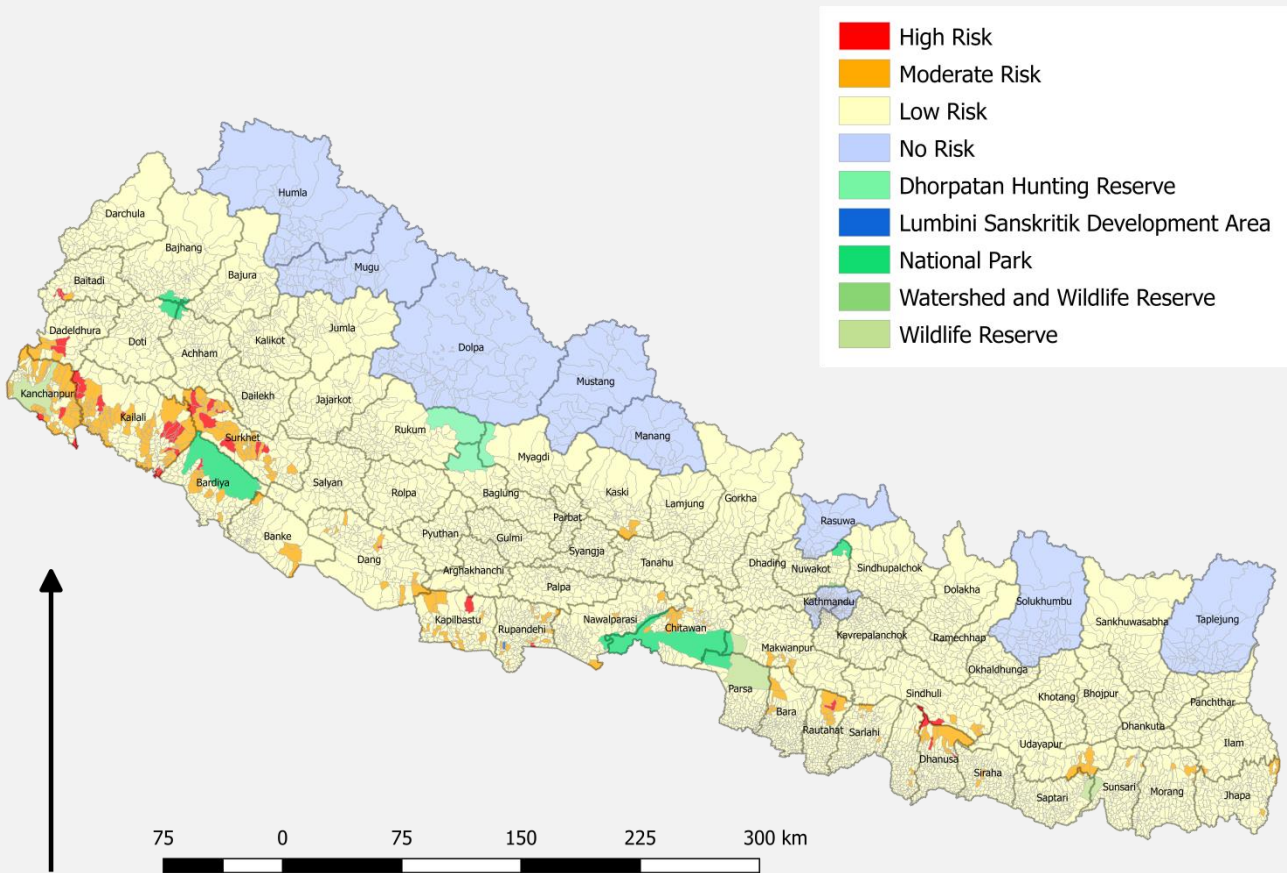 High Risk
Moderate Risk
Low Risk
No Risk
Dhorpatan Hunting Reserve
Lumbini Sanskritik Development Area
National Park
Watershed and Wildlife Reserve
Wildlife Reserve
Humla
Darchula
Bajhang
Mugu
Bajura
Baitadi
Jumla
Dadeldhura
Doti
Kalikot
Achham
Dolpa
Mustang
Kanchanpur
Dailekh
Jajarkot
Kailali
Rukum
Manang
Surkhet
Myagdi
Bardiya
Salyan
Rolpa
Baglung
Kaski
Lamjung
Gorkha
Parbat
Rasuwa
Banke
Pyuthan
Gulmi
Syangja
Dang
Tanahu
Dhading
Nuwakot
Sindhupalchok
Arghakhanchi
Palpa
Dolakha
Kathmandu
Solukhumbu
Kapilbastu
Rupandehi
Nawalparasi
Chitawan
Kavrepalanchok
Ramechhap
Sankhuwasabha
Taplejung
Makwanpur
Okhaldhunga
Parsa
Sindhuli
Khotang
Bhojpur
Panchthar
Bara
Rautahat
Sarlahi
Dhankuta
Udayapur
Ilam
Dhanusa
Siraha
Saptari
Sunsari
Morang
Jhapa
75 0 75 150 225 300 km